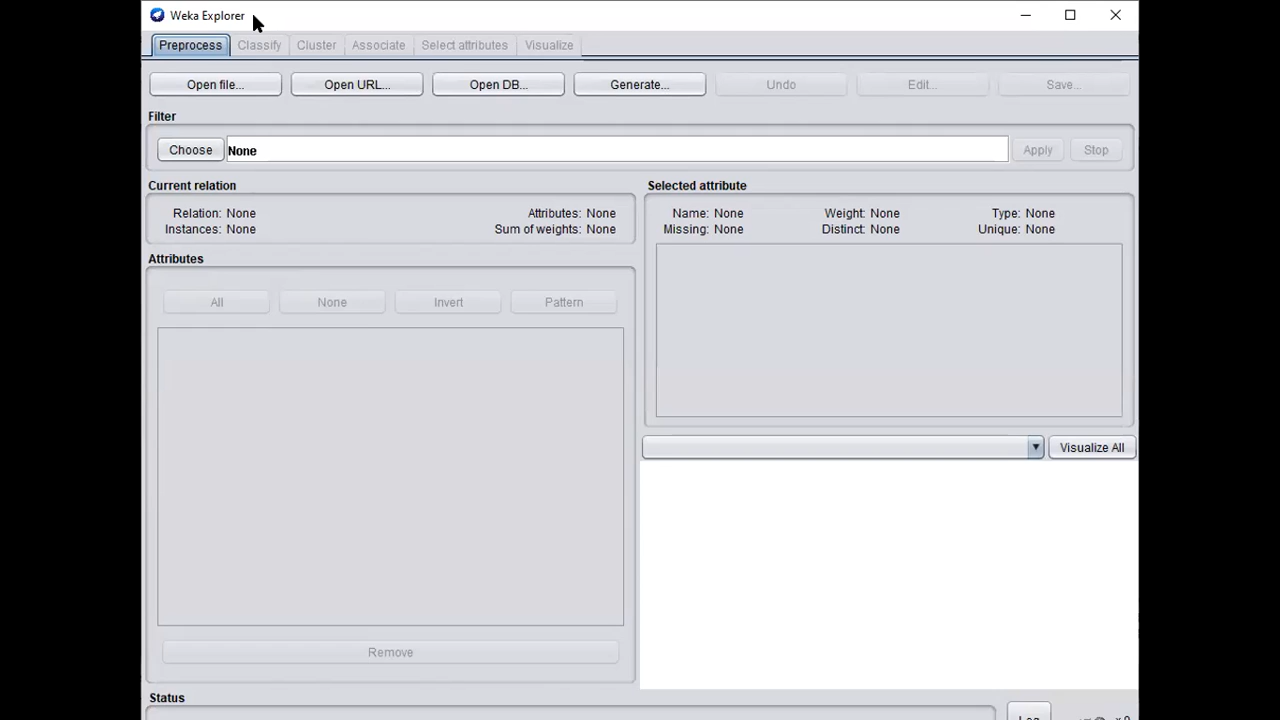 Weka Explorer
Preprocess Classify Cluster Associate Select attributes Visualize
Open file... Open URL... Open DB... Generate... Undo Edit... Save...
Filter
Choose None Apply Stop
Current relation
Relation: None Attributes: None
Instances: None Sum of weights: None
Selected attribute
Name: None Weight: None Type: None
Missing: None Distinct: None Unique: None
Attributes
All None Invert Pattern
Visualize All
Remove
Status
Log
x 0